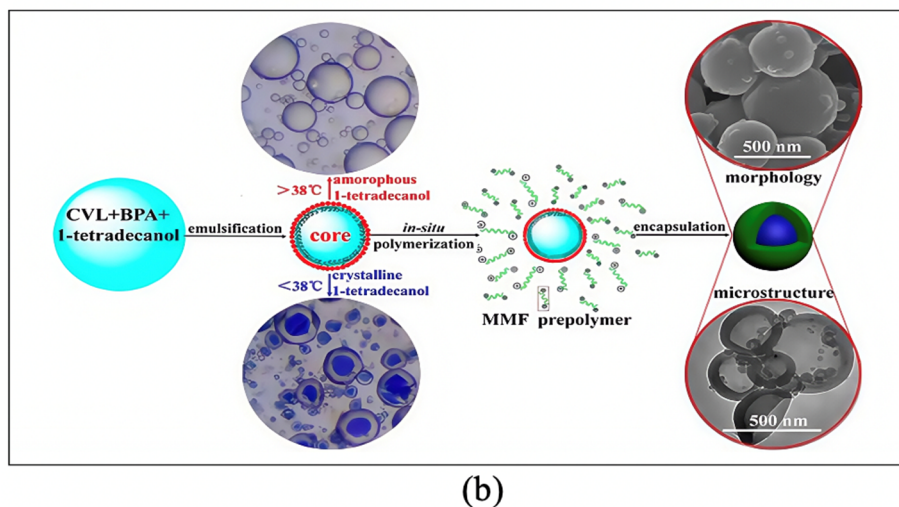 CVL+BPA+
1-tetradecanol
emulsification
>38℃
amorophous
1-tetradecanol
core
<38℃
crystalline
1-tetradecanol
in-situ
polymerization
MMF prepolymer
encapsulation
500 nm
morphology
microstructure
500 nm
(b)